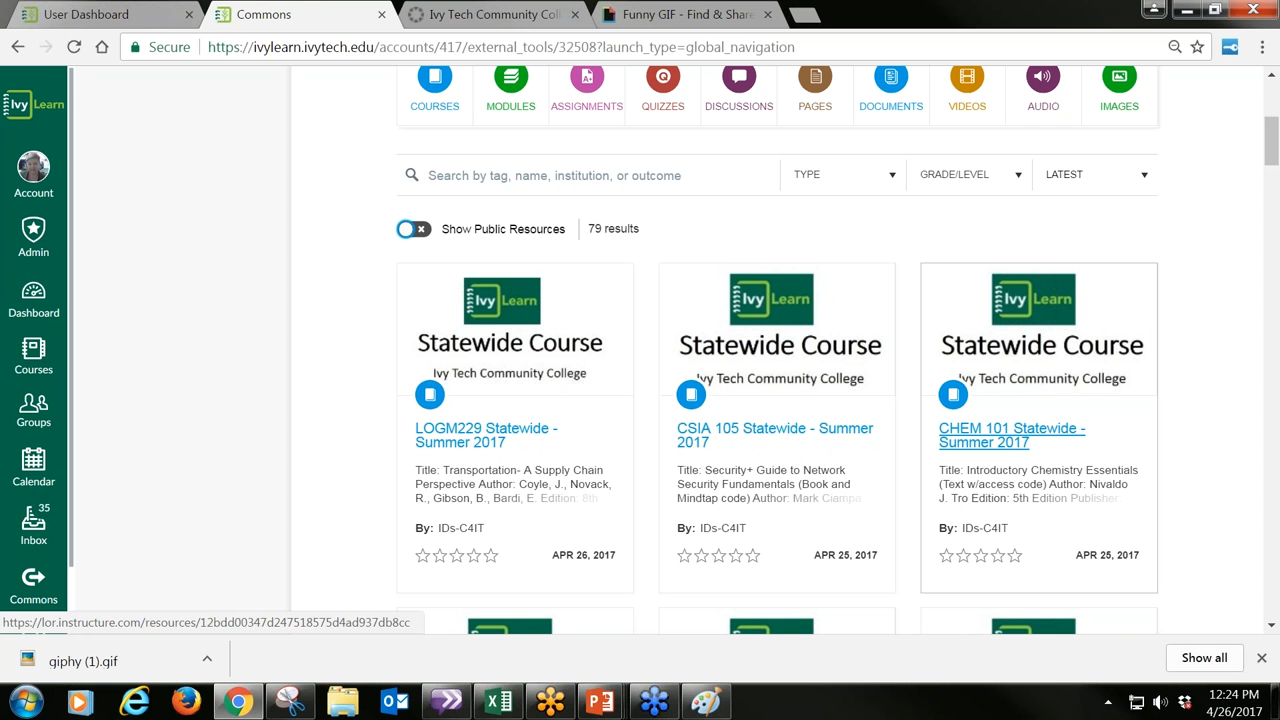 User Dashboard
Commons
Ivy Tech Community Coll
Funny GIF - Find & Share
Secure
https://ivylearn.ivytech.edu/accounts/417/external_tools/32508?launch_type=global_navigation
IvyLearn
Account
Admin
Dashboard
Courses
Groups
Calendar
35
Inbox
Commons
COURSES
MODULES
ASSIGNMENTS
QUIZZES
DISCUSSIONS
PAGES
DOCUMENTS
VIDEOS
AUDIO
IMAGES
Search by tag, name, institution, or outcome
TYPE
GRADE/LEVEL
LATEST
Show Public Resources
79 results
IvyLearn
Statewide Course
Ivy Tech Community College
LOGM229 Statewide -
Summer 2017
Title: Transportation- A Supply Chain
Perspective Author: Coyle, J., Novack,
R., Gibson, B., Bardi, E. Edition: 8th
By: IDs-C4IT
APR 26, 2017
IvyLearn
Statewide Course
Ivy Tech Community College
CSIA 105 Statewide - Summer
2017
Title: Security+ Guide to Network
Security Fundamentals (Book and
Mindtap code) Author: Mark Ciampa
By: IDs-C4IT
APR 25, 2017
IvyLearn
Statewide Course
Ivy Tech Community College
CHEM 101 Statewide -
Summer 2017
Title: Introductory Chemistry Essentials
(Text w/access code) Author: Nivaldo
J. Tro Edition: 5th Edition Publisher
By: IDs-C4IT
APR 25, 2017
https://lor.instructure.com/resources/12bdd00347d247518575d4ad937db8cc
giphy (1).gif
Show all
12:24 PM
4/26/2017